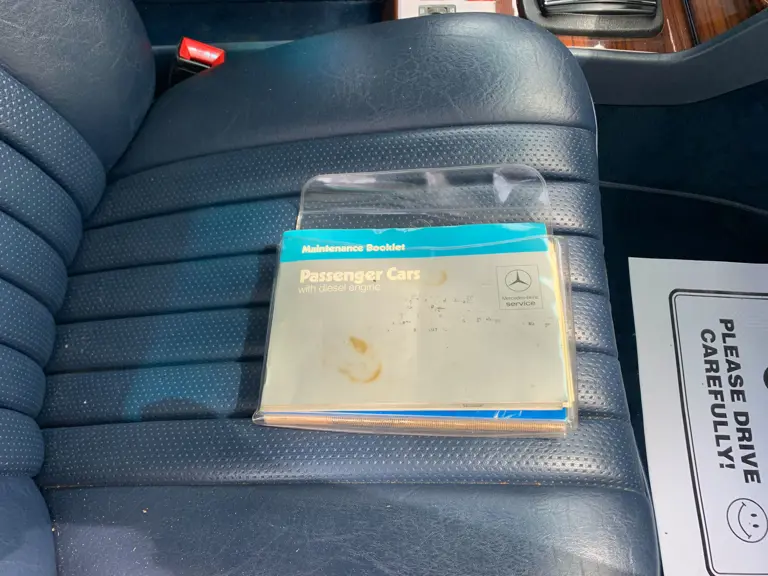 Maintenance Booklet
Passenger Cars
with diesel engine
Mercedes-Benz
service
PLEASE DRIVE
CAREFULLY!